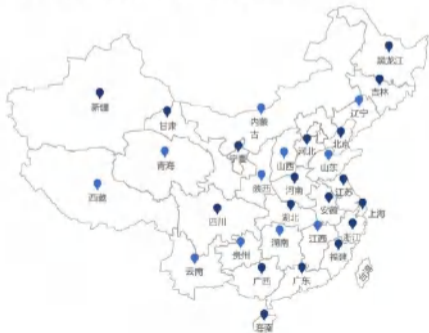 黑龙江
吉林
新疆
辽宁
内蒙
古
甘肃
宁夏
北京
河北
山西
山东
青海
陕西
河南
江苏
西藏
安徽
上海
四川
湖北
浙江
湖南
江西
贵州
福建
云南
广西
广东
海南